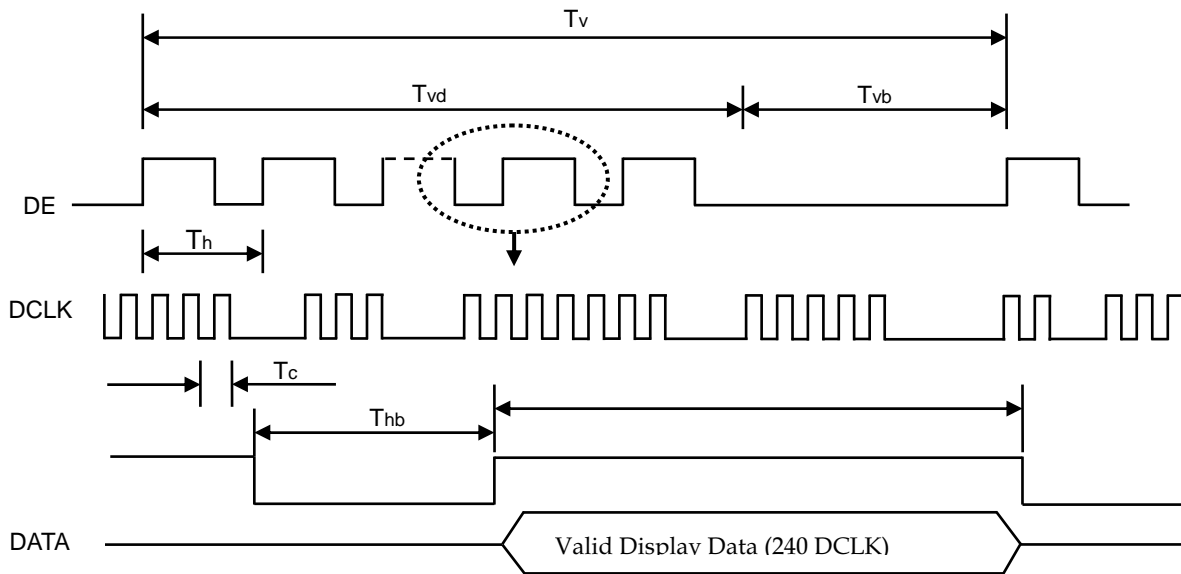 Tv
Tvd
Tvb
DE
Th
DCLK
Tc
Thb
DATA
Valid Display Data (240 DCLK)